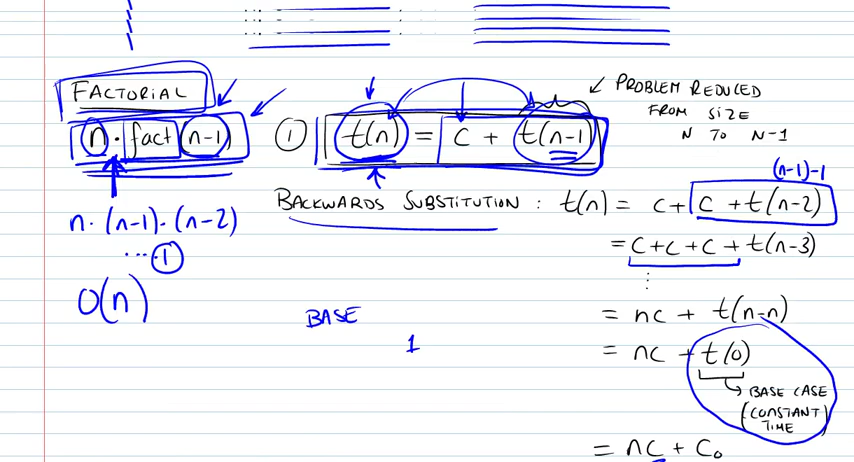 FACTORIAL
n · fact (n-1)
n · (n-1) · (n-2)
... 1
O(n)
① t(n) = c + t(n-1)
PROBLEM REDUCED
FROM SIZE
N TO N-1
(n-1)-1
BACKWARDS SUBSTITUTION : t(n) = c + c + t(n-2)
= c + c + c + t(n-3)
⋮
= nc + t(n-n)
= nc + t(0)
BASE CASE
(CONSTANT
TIME)
= nc + c₀
BASE
1